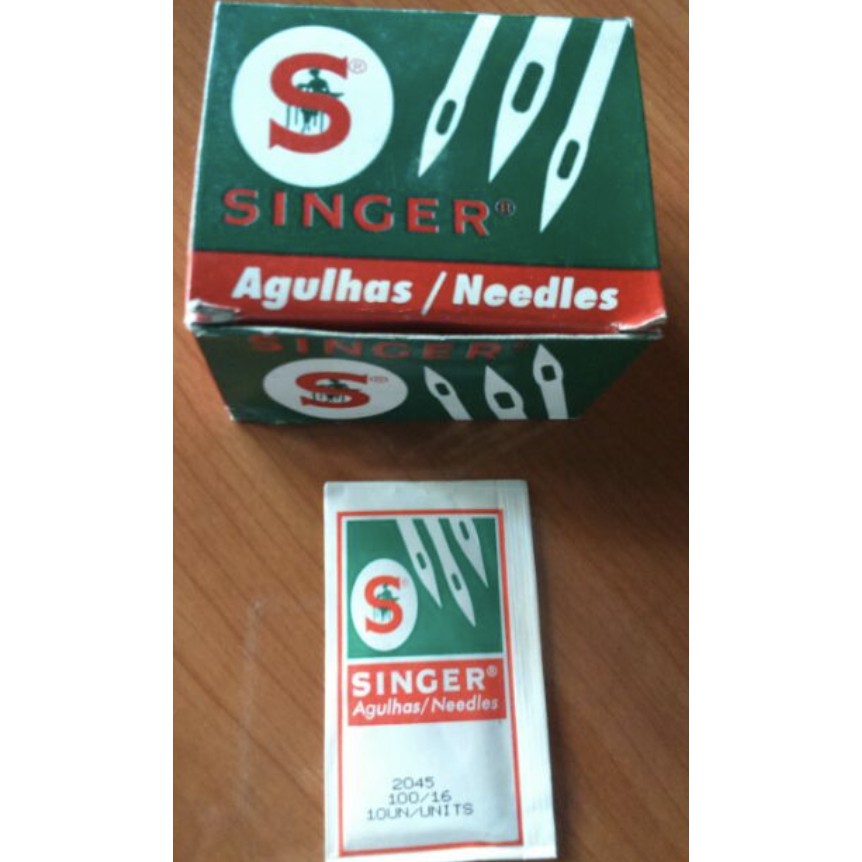 S®
SINGER®
Agulhas / Needles
SINGER®
S®
S
SINGER®
Agulhas/Needles
2045
100/16
10UN/UNITS